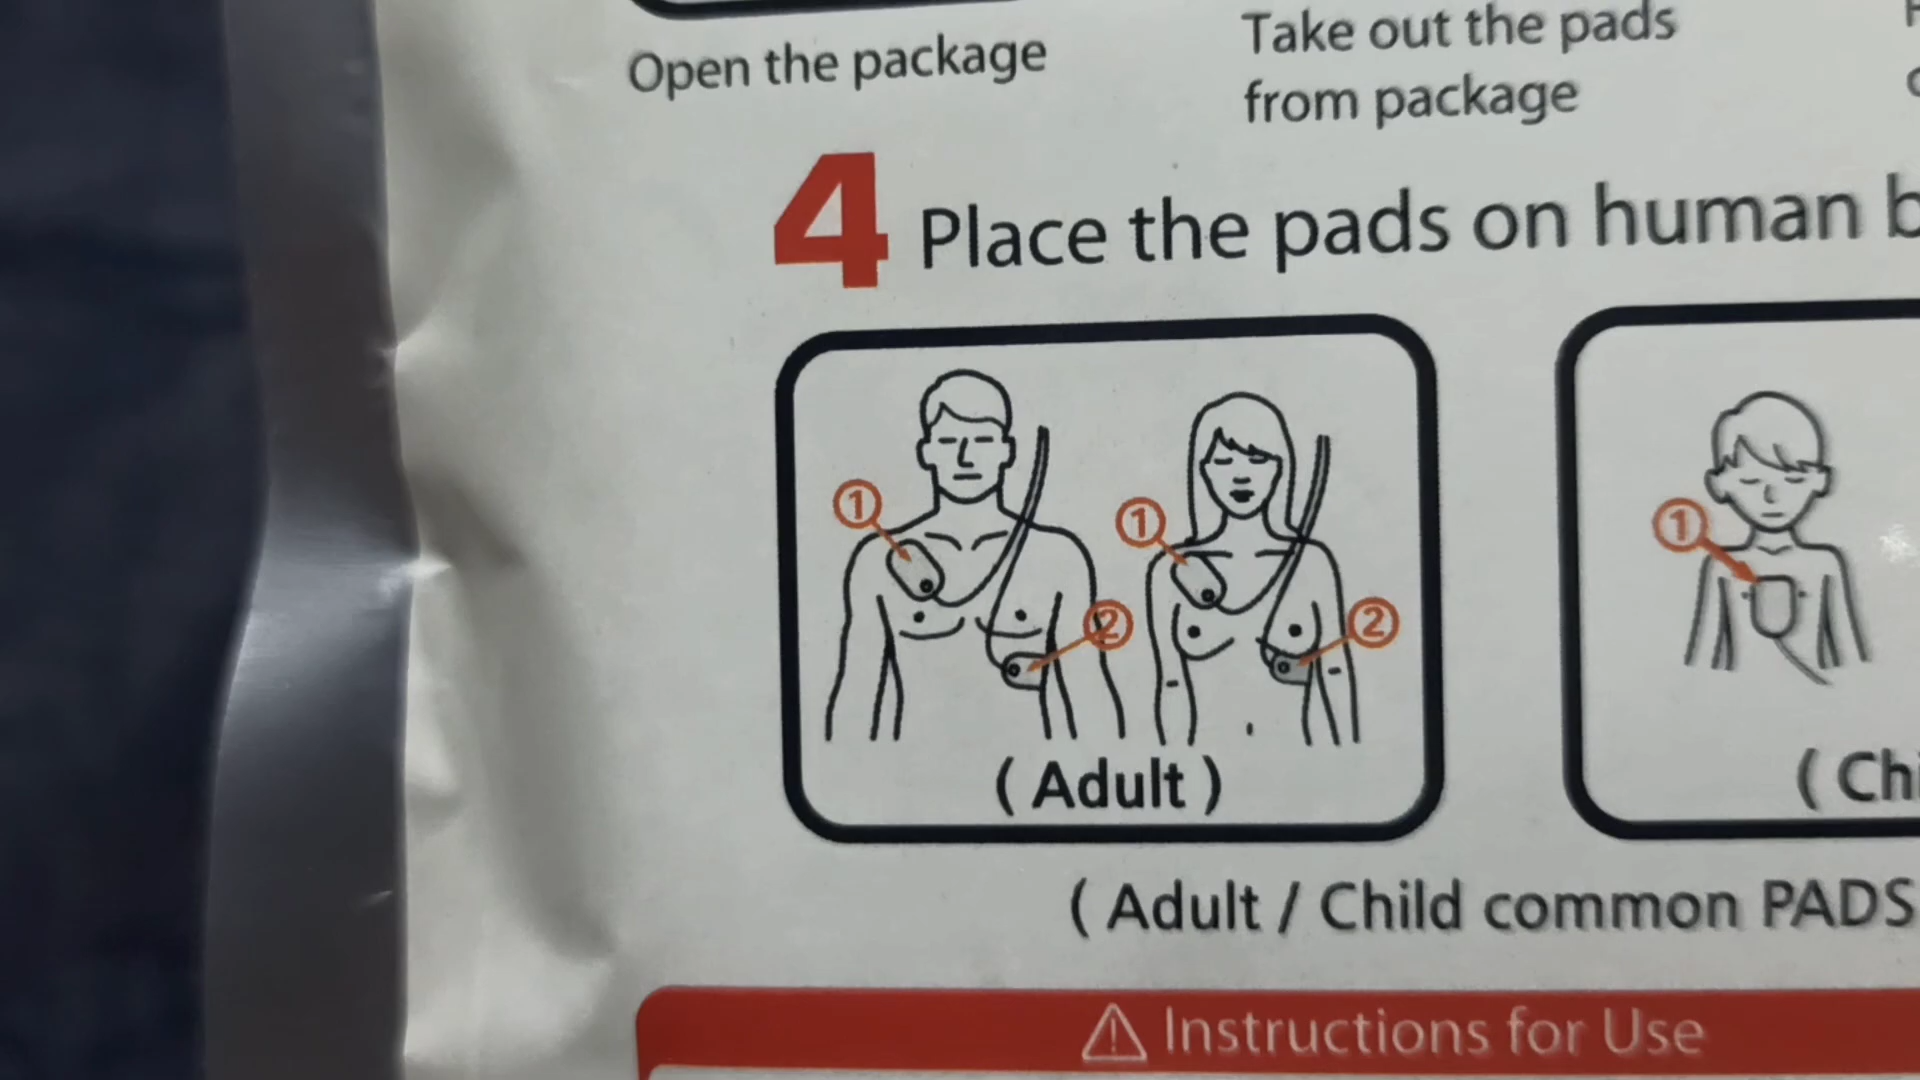 Open the package
Take out the pads
from package
4 Place the pads on human
1
1
1
2
2
( Adult )
(
( Adult / Child common PADS
⚠ Instructions for Use